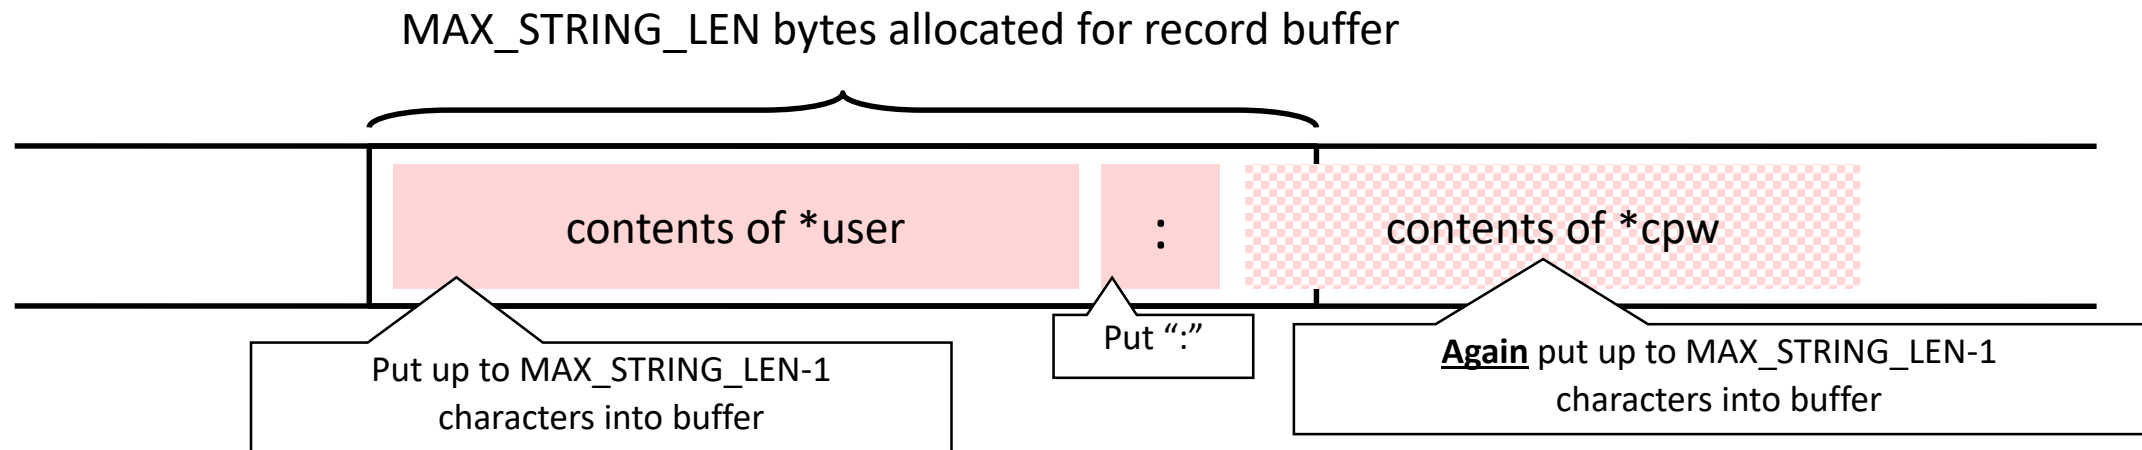 MAX_STRING_LEN bytes allocated for record buffer
contents of *user
:
contents of *cpw
Put up to MAX_STRING_LEN-1
characters into buffer
Put “:”
Again put up to MAX_STRING_LEN-1
characters into buffer